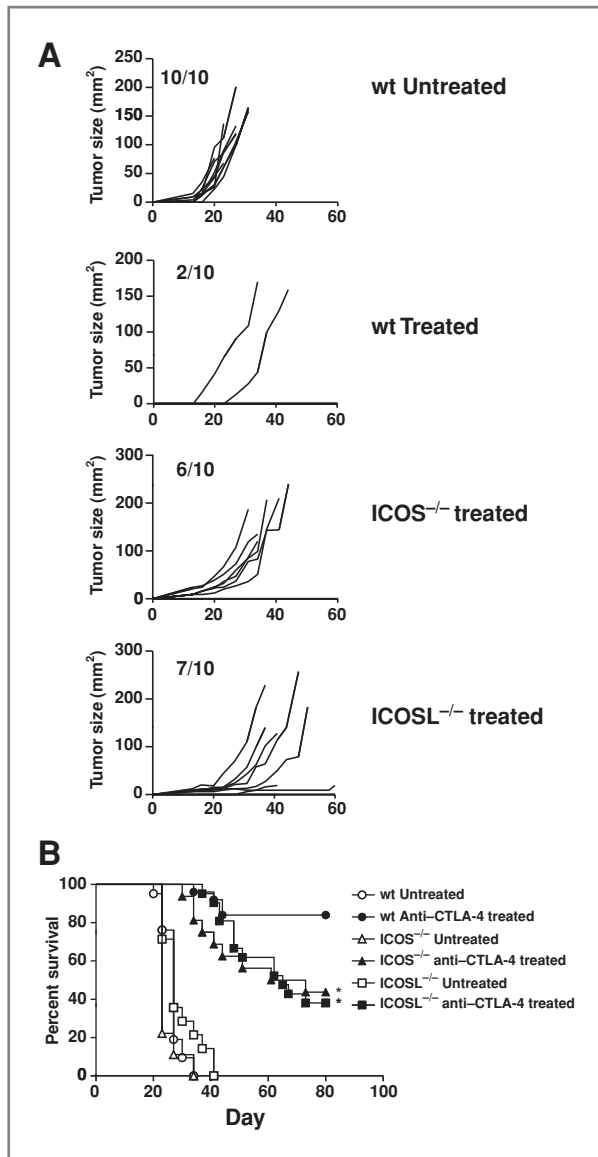 A
10/10
wt Untreated
Tumor size (mm²)
250
200
150
100
50
0
0 20 40 60
2/10
wt Treated
Tumor size (mm²)
200
150
100
50
0
0 20 40 60
6/10
ICOS⁻/⁻ treated
Tumor size (mm²)
300
200
100
0
0 20 40 60
7/10
ICOSL⁻/⁻ treated
Tumor size (mm²)
300
200
100
0
0 20 40 60
B
Percent survival
100
80
60
40
20
0
0 20 40 60 80 100
Day
*
*
wt Untreated
wt Anti–CTLA-4 treated
ICOS⁻/⁻ Untreated
ICOS⁻/⁻ anti-CTLA-4 treated
ICOSL⁻/⁻ Untreated
ICOSL⁻/⁻ anti-CTLA-4 treated